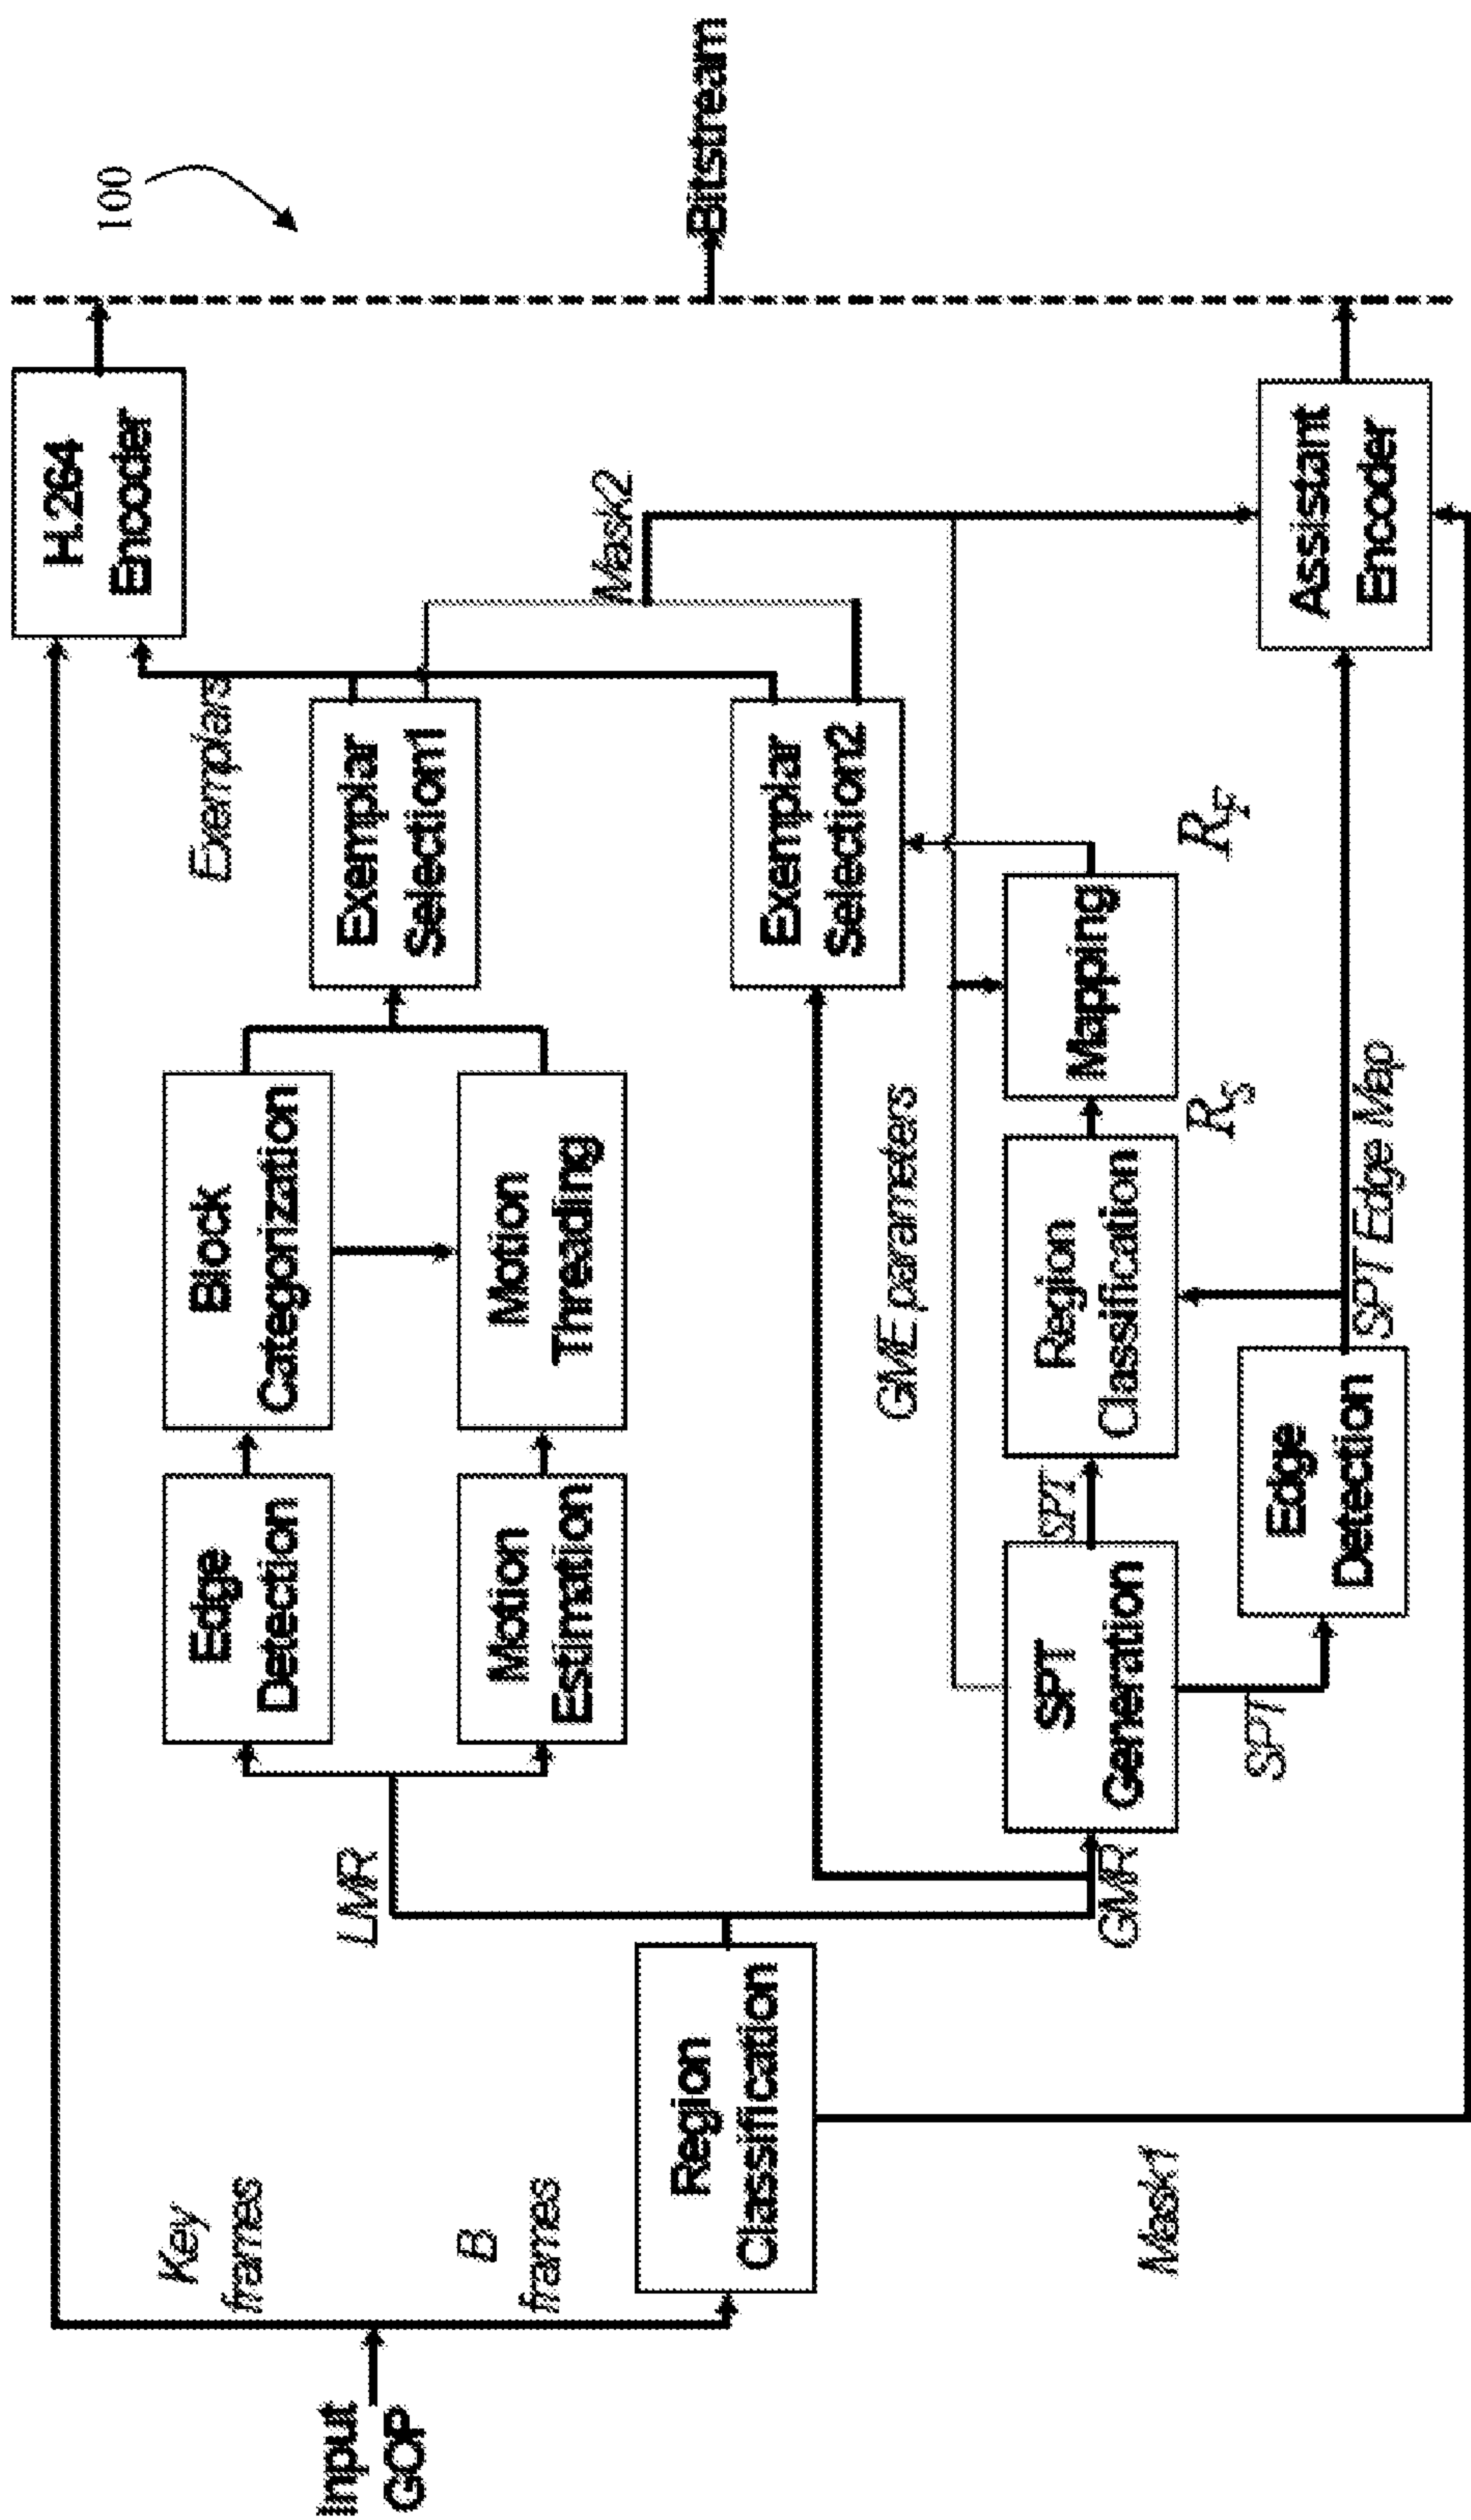 100
Input
GOP
Key
frames
B
frames
Region
Classification
Mask1
LMR
GMR
Edge
Detection
Block
Categorization
Motion
Estimation
Motion
Threading
Exemplar
Selection1
Exemplars
H.264
Encoder
Exemplar
Selection2
Mask2
GME parameters
SPT
Generation
SPT
Region
Classification
R_S
Mapping
R_F
SPT
Edge
Detection
SPT Edge Map
Assistant
Encoder
Bitstream